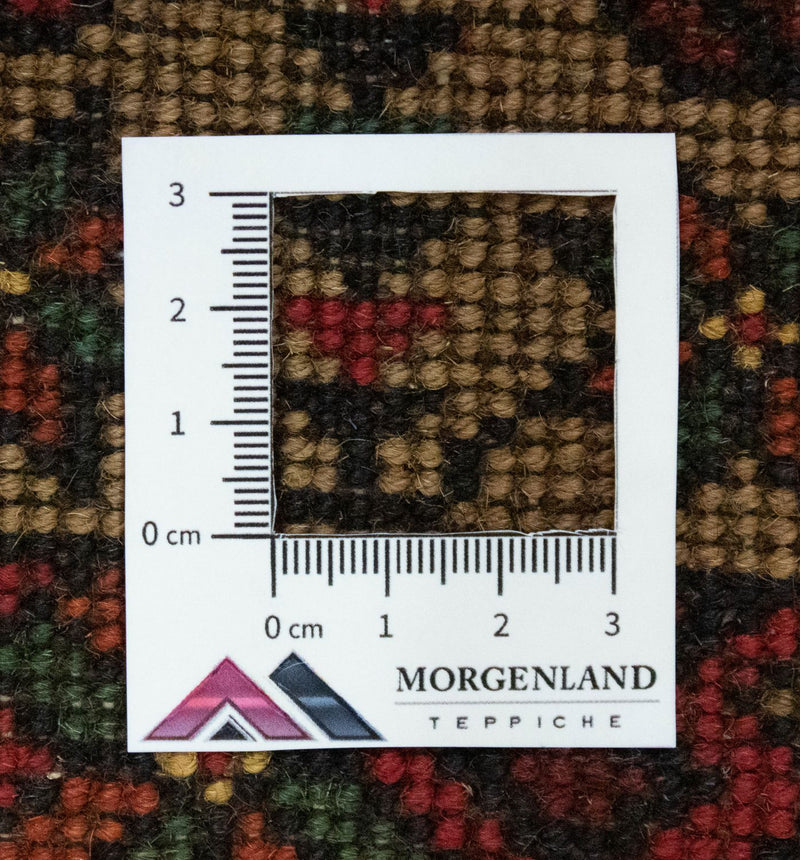 3
2
1
0 cm
0 cm 1 2 3
MORGENLAND
TEPPICHE